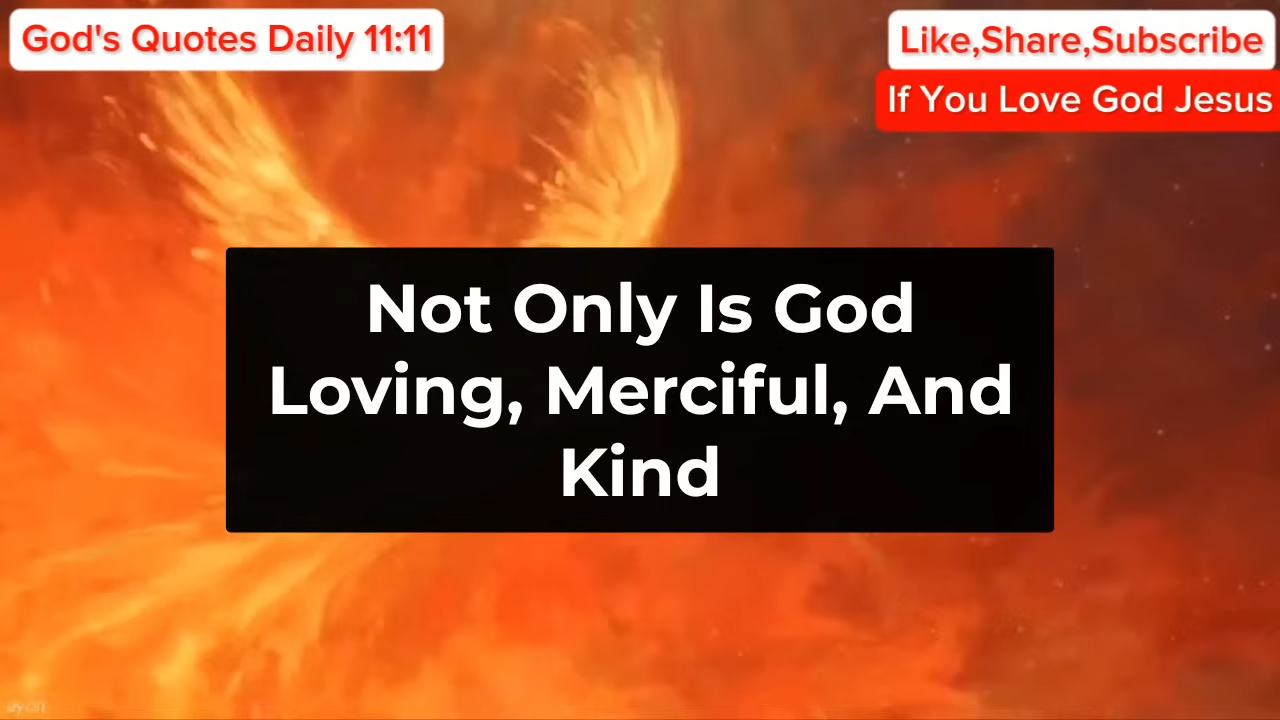 God's Quotes Daily 11:11
Like,Share,Subscribe
If You Love God Jesus
Not Only Is God
Loving, Merciful, And
Kind